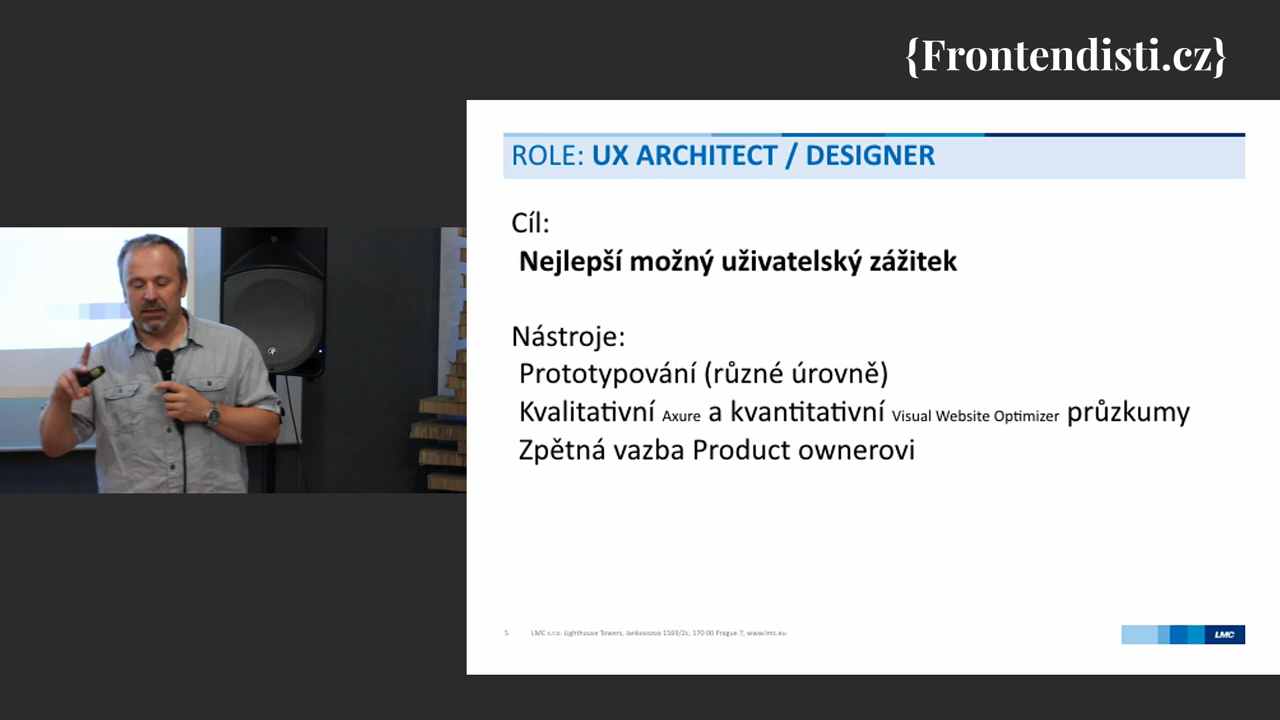 {Frontendisti.cz}
ROLE: UX ARCHITECT / DESIGNER
Cíl:
Nejlepší možný uživatelský zážitek
Nástroje:
Prototypování (různé úrovně)
Kvalitativní Axure a kvantitativní Visual Website Optimizer průzkumy
Zpětná vazba Product ownerovi
5 LMC s.r.o. Lighthouse Towers, Jankovcova 1569/2c, 170 00 Prague 7, www.lmc.eu
LMC